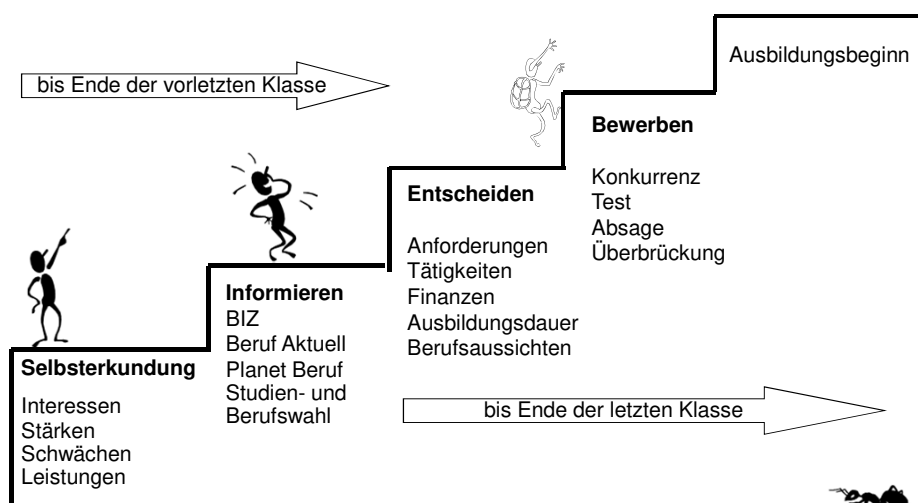 bis Ende der vorletzten Klasse
Selbsterkundung
Interessen
Stärken
Schwächen
Leistungen
Informieren
BIZ
Beruf Aktuell
Planet Beruf
Studien- und
Berufswahl
Entscheiden
Anforderungen
Tätigkeiten
Finanzen
Ausbildungsdauer
Berufsaussichten
Bewerben
Konkurrenz
Test
Absage
Überbrückung
Ausbildungsbeginn
bis Ende der letzten Klasse